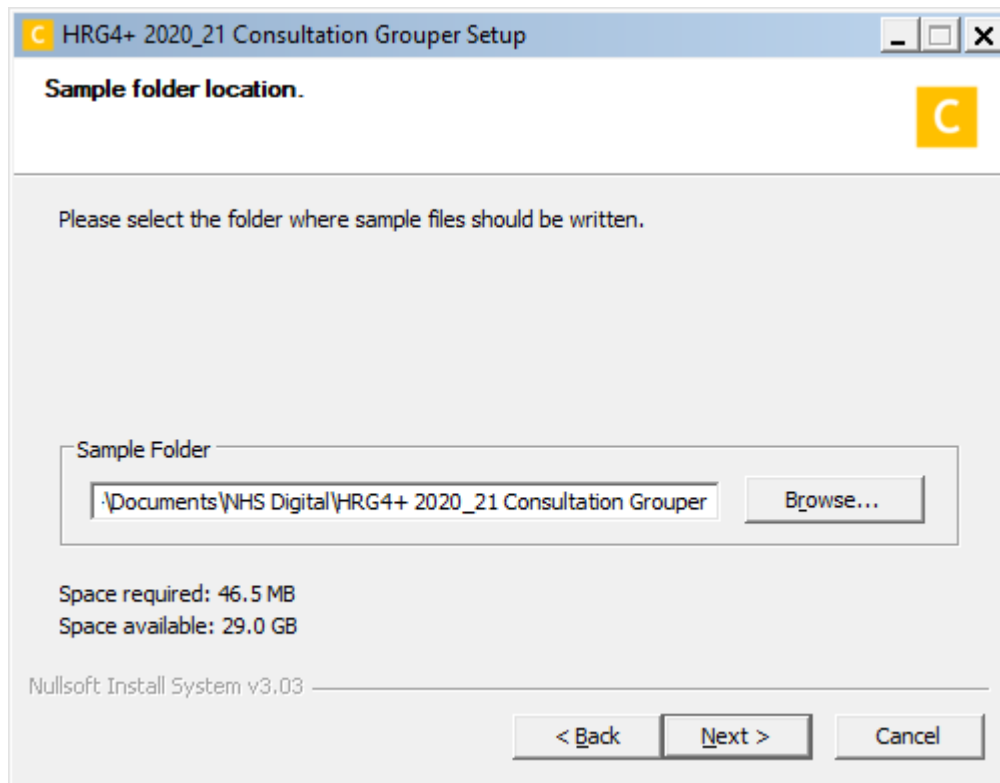 C HRG4+ 2020_21 Consultation Grouper Setup
Sample folder location.
C
Please select the folder where sample files should be written.
Sample Folder
\Documents\NHS Digital\HRG4+ 2020_21 Consultation Grouper
Browse...
Space required: 46.5 MB
Space available: 29.0 GB
Nullsoft Install System v3.03
< Back Next > Cancel